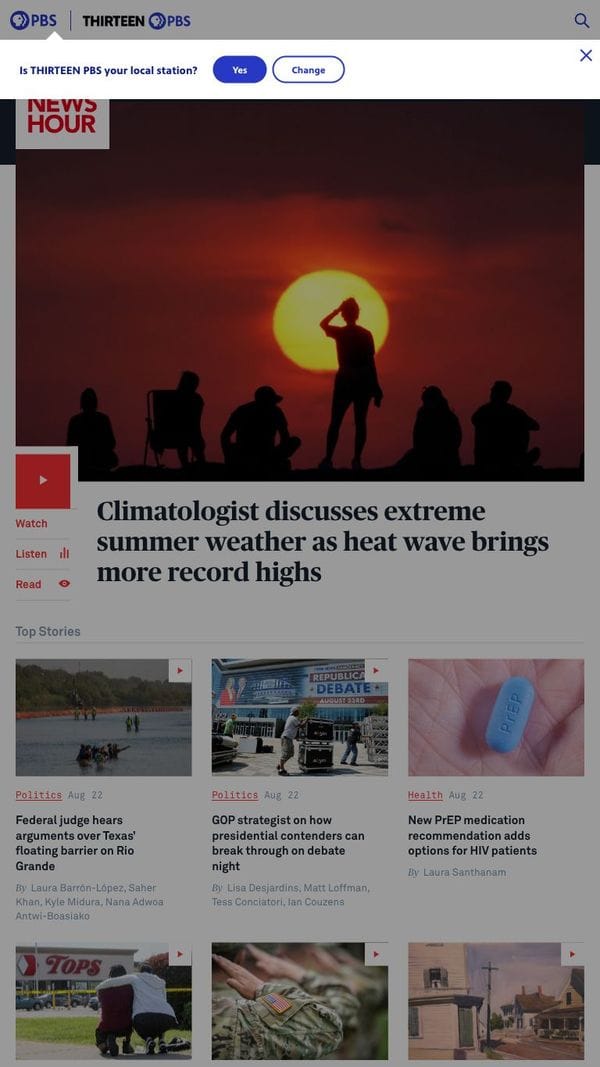 PBS THIRTEEN PBS
Is THIRTEEN PBS your local station? Yes Change
NEWS
HOUR
Watch
Listen
Read
Climatologist discusses extreme
summer weather as heat wave brings
more record highs
Top Stories
REPUBLICA
DEBATE
AUGUST 23RD
PrEP
Politics Aug 22
Federal judge hears
arguments over Texas'
floating barrier on Rio
Grande
By Laura Barrón-López, Saher
Khan, Kyle Midura, Nana Adwoa
Antwi-Boasiako
Politics Aug 22
GOP strategist on how
presidential contenders can
break through on debate
night
By Lisa Desjardins, Matt Loffman,
Tess Conciatori, Ian Couzens
Health Aug 22
New PrEP medication
recommendation adds
options for HIV patients
By Laura Santhanam
TOPS